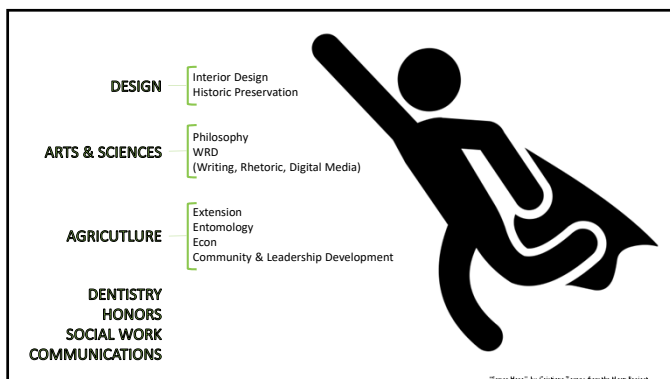 DESIGN
Interior Design
Historic Preservation
ARTS & SCIENCES
Philosophy
WRD
(Writing, Rhetoric, Digital Media)
AGRICUTLURE
Extension
Entomology
Econ
Community & Leadership Development
DENTISTRY
HONORS
SOCIAL WORK
COMMUNICATIONS